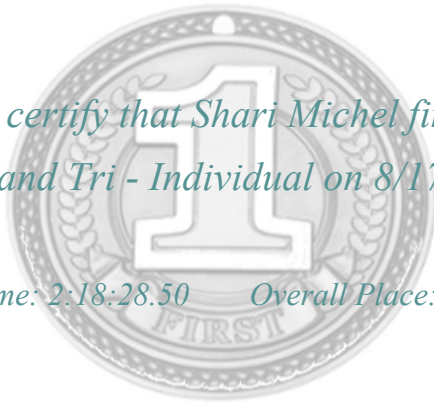 certify that Shari Michel fi
and Tri - Individual on 8/17
me: 2:18:28.50 Overall Place:
1
FIRST